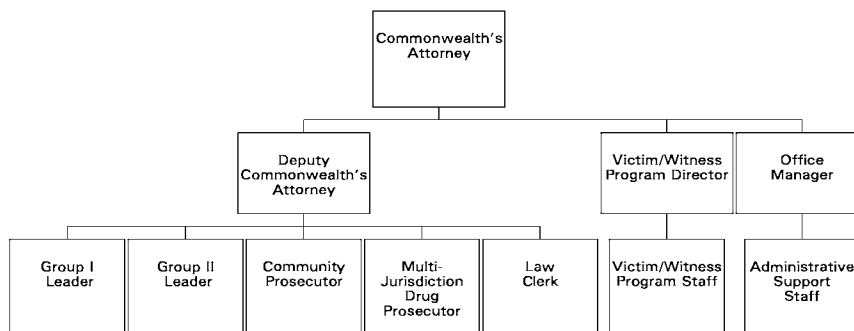 Commonwealth's
Attorney
Deputy
Commonwealth's
Attorney
Victim/Witness
Program Director
Office
Manager
Group I
Leader
Group II
Leader
Community
Prosecutor
Multi-
Jurisdiction
Drug
Prosecutor
Law
Clerk
Victim/Witness
Program Staff
Administrative
Support
Staff